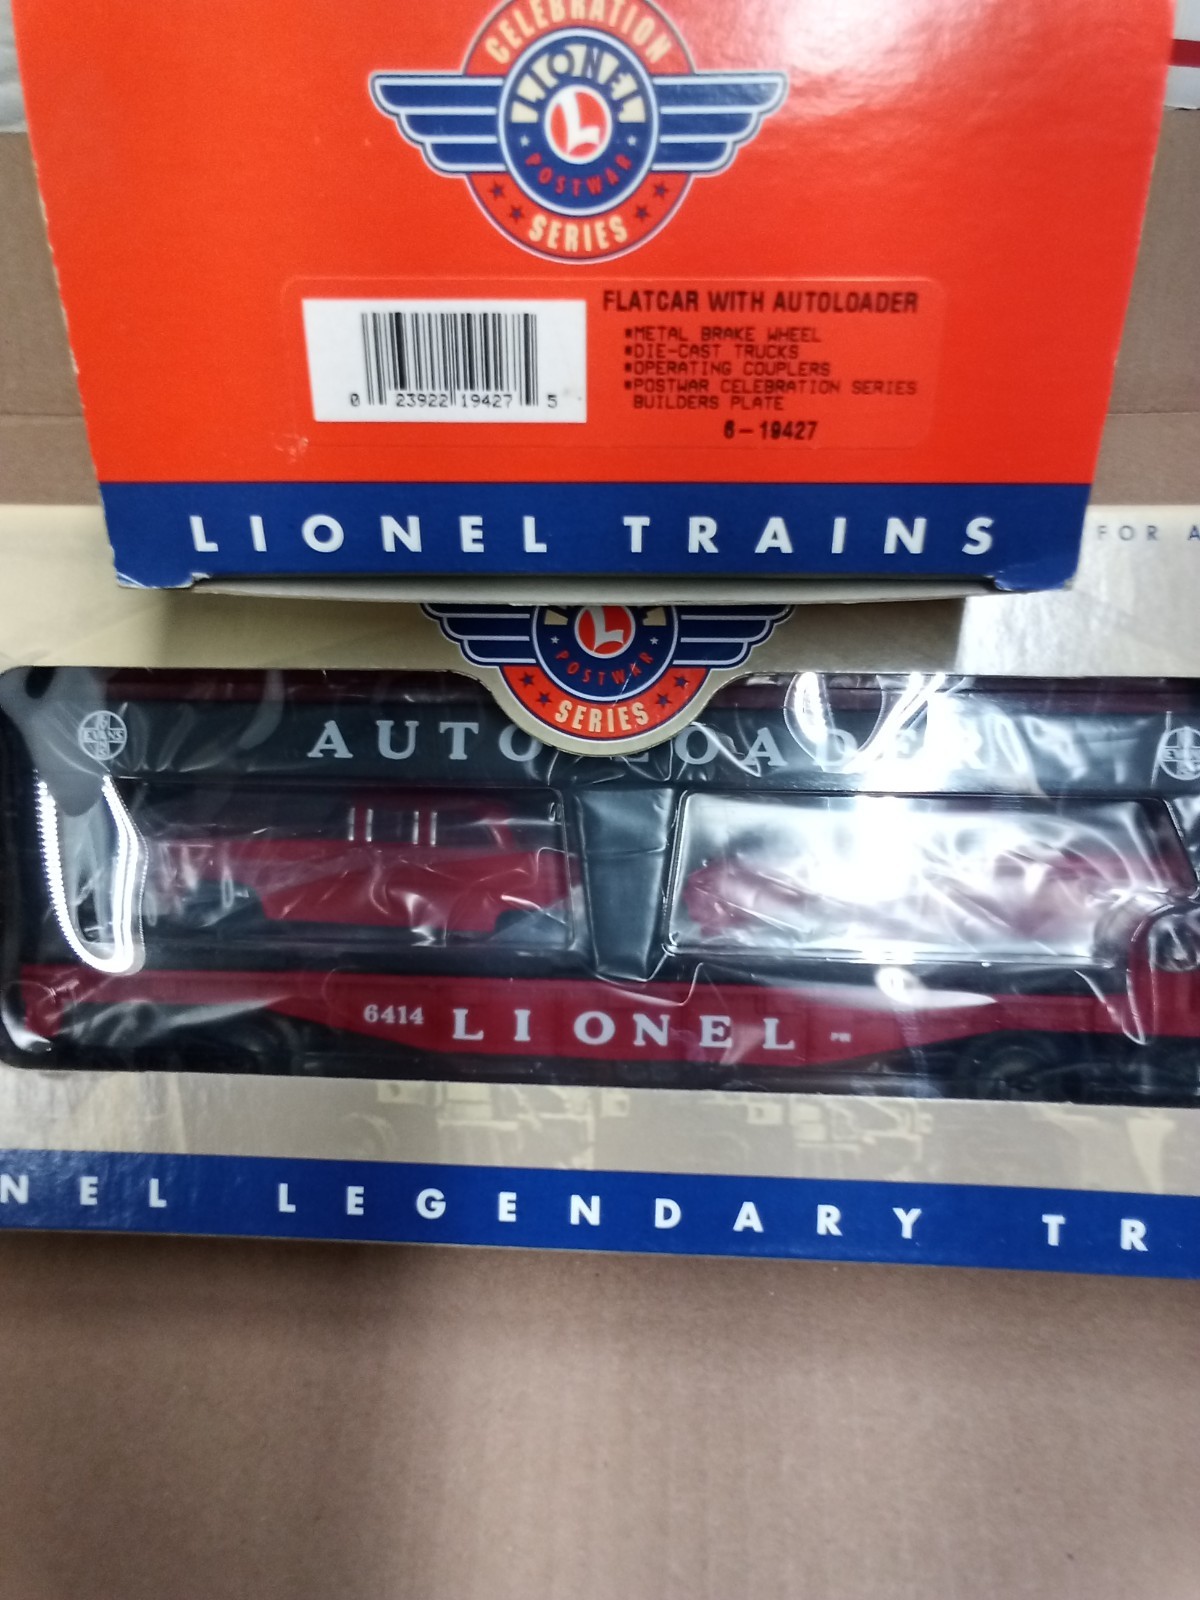 CELEBRATION
LIONEL
L
POSTWAR
SERIES
FLATCAR WITH AUTOLOADER
*METAL BRAKE WHEEL
*DIE-CAST TRUCKS
*OPERATING COUPLERS
*POSTWAR CELEBRATION SERIES
BUILDERS PLATE
6-19427
0 23922 19427 5
LIONEL TRAINS
FOR A
L
POSTWAR
SERIES
EVANS
AUTO LOADER
6414 LIONEL
NEL LEGENDARY TR